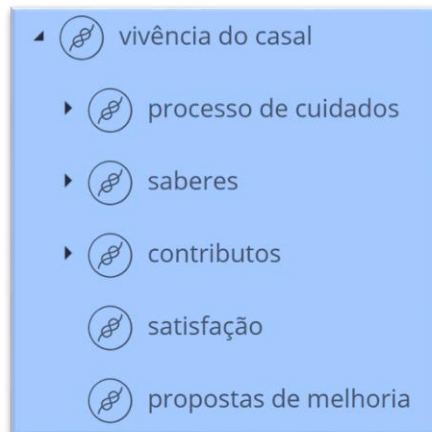 vivência do casal
processo de cuidados
saberes
contributos
satisfação
propostas de melhoria